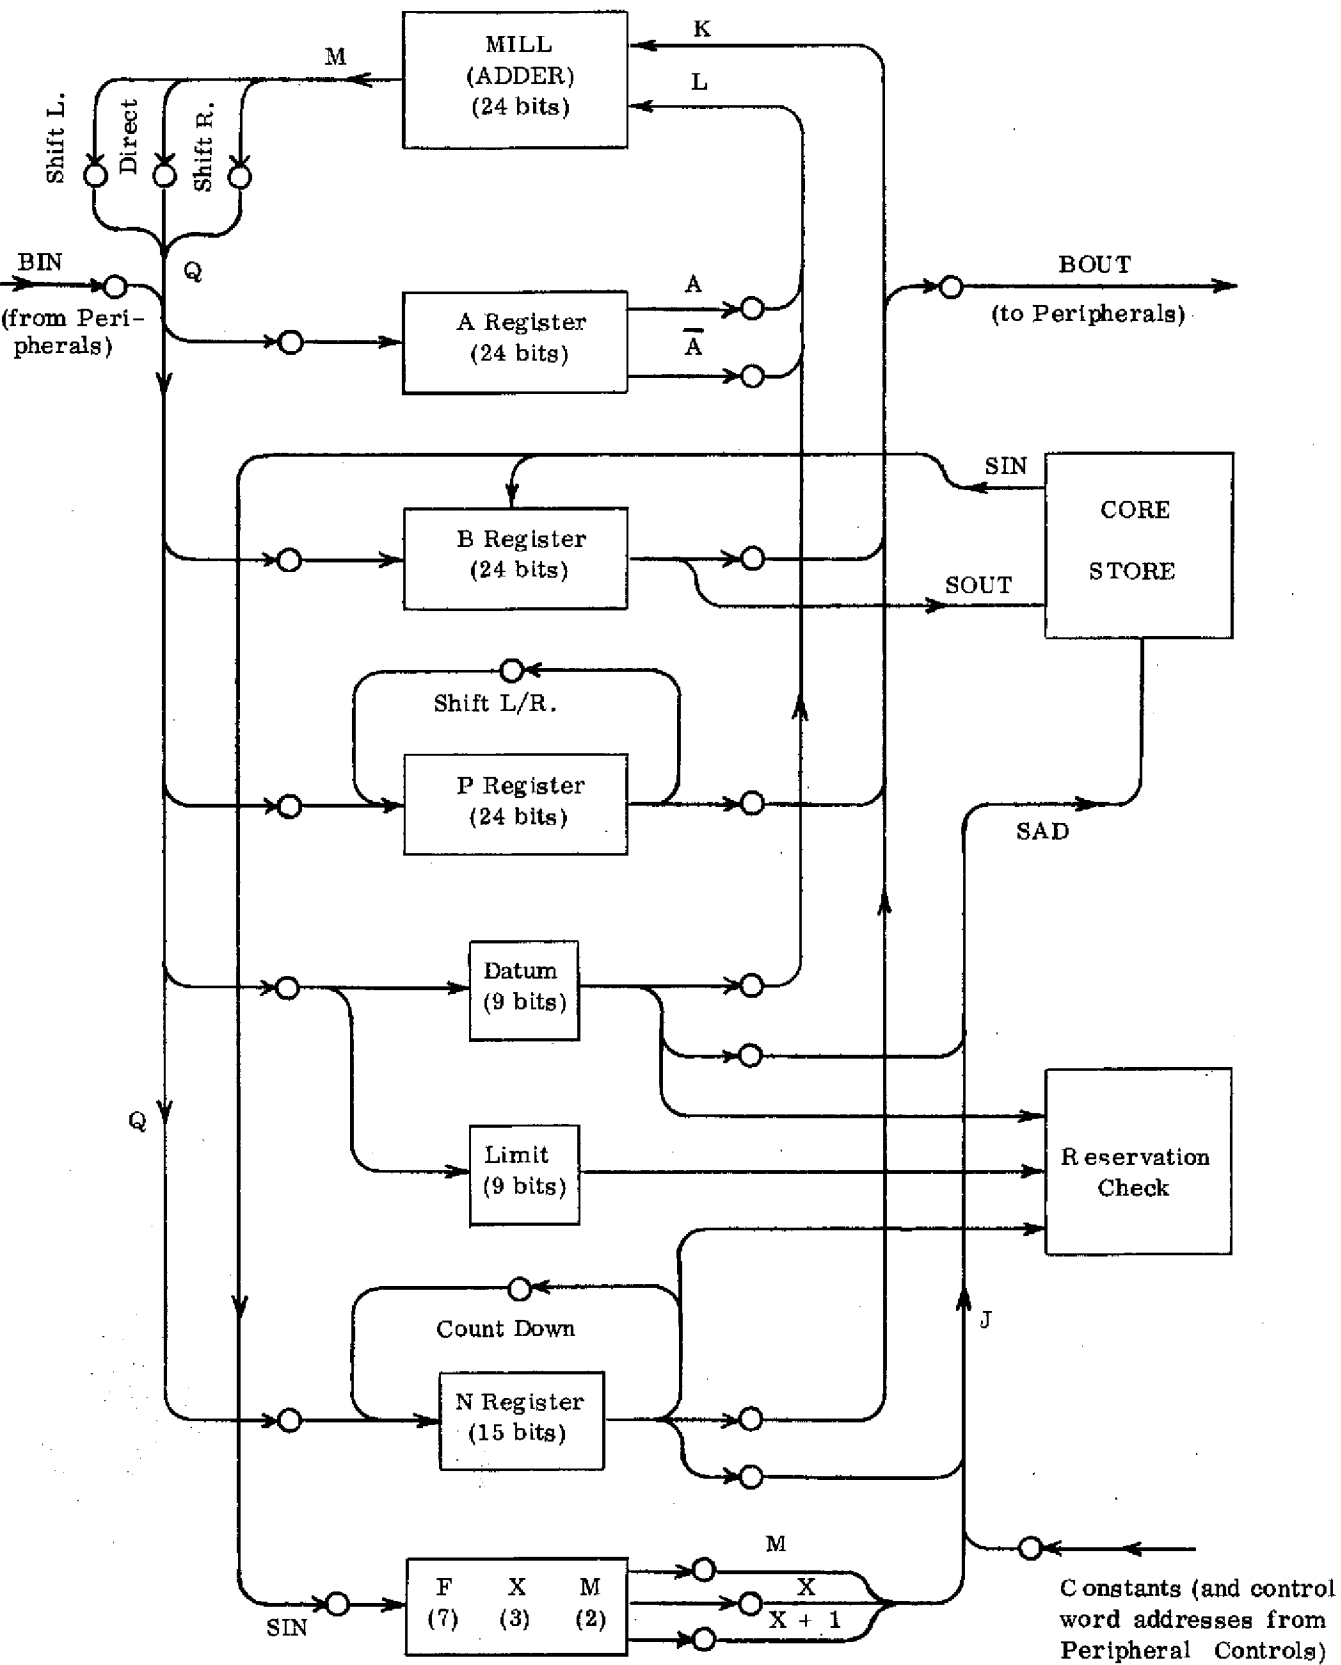 K
MILL
(ADDER)
(24 bits)
M
L
Shift L.
Direct
Shift R.
BIN
(from Peri-
pherals)
Q
A Register
(24 bits)
A
A̅
BOUT
(to Peripherals)
SIN
CORE
STORE
B Register
(24 bits)
SOUT
Shift L/R.
P Register
(24 bits)
SAD
Datum
(9 bits)
Q
Limit
(9 bits)
Reservation
Check
Count Down
J
N Register
(15 bits)
M
F X M
(7) (3) (2)
X
X + 1
SIN
Constants (and control
word addresses from
Peripheral Controls)